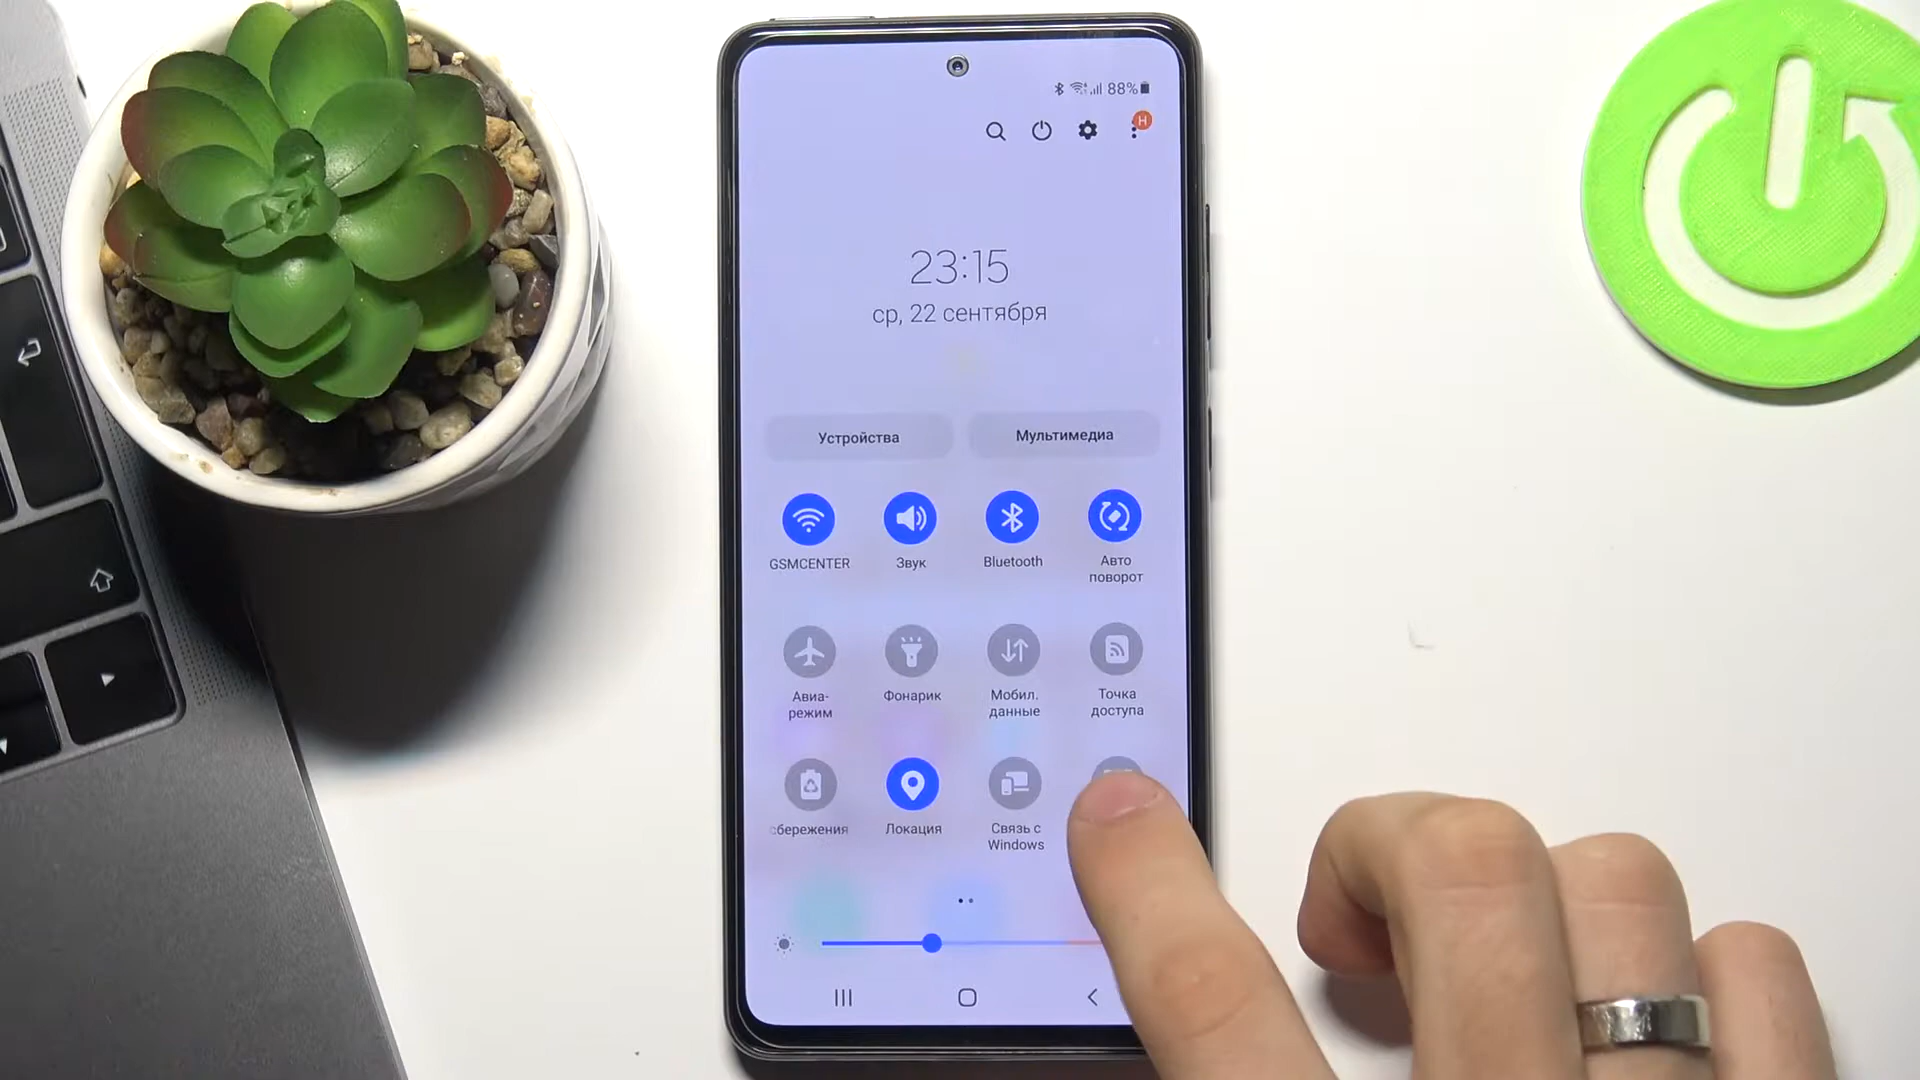 88%
H
23:15
ср, 22 сентября
Устройства
Мультимедиа
GSMCENTER
Звук
Bluetooth
Авто
поворот
Авиа-
режим
Фонарик
Мобил.
данные
Точка
доступа
сбережения
Локация
Связь с
Windows